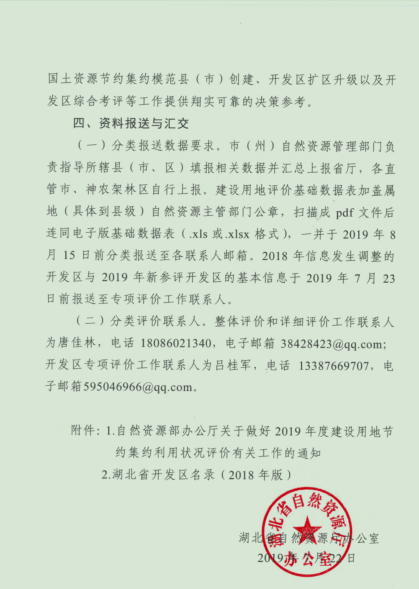 国土资源节约集约模范县（市）创建、开发区扩区升级以及开
发区综合考评等工作提供翔实可靠的决策参考。
四、资料报送与汇交
（一）分类报送数据要求。市（州）自然资源管理部门负
责指导所辖县（市、区）填报相关数据并汇总上报省厅，各直
管市、神农架林区自行上报。建设用地评价基础数据表加盖属
地（具体到县级）自然资源主管部门公章，扫描成 pdf 文件后
连同电子版基础数据表（.xls 或.xlsx 格式），一并于 2019 年 8
月 15 日前分类报送至各联系人邮箱。2018 年信息发生调整的
开发区与 2019 年新参评开发区的基本信息于 2019 年 7 月 23
日前报送至专项评价工作联系人。
（二）分类评价联系人。整体评价和详细评价工作联系人
为唐佳林，电话 18086021340，电子邮箱 38428423@qq.com;
开发区专项评价工作联系人为吕桂军，电话 13387669707，电
子邮箱595046966@qq.com。
附件：1.自然资源部办公厅关于做好 2019 年度建设用地节
约集约利用状况评价有关工作的通知
2.湖北省开发区名录（2018 年版）
湖北省自然资源厅办公室
2019 年 月 22 日
湖北省自然资源厅
办公室